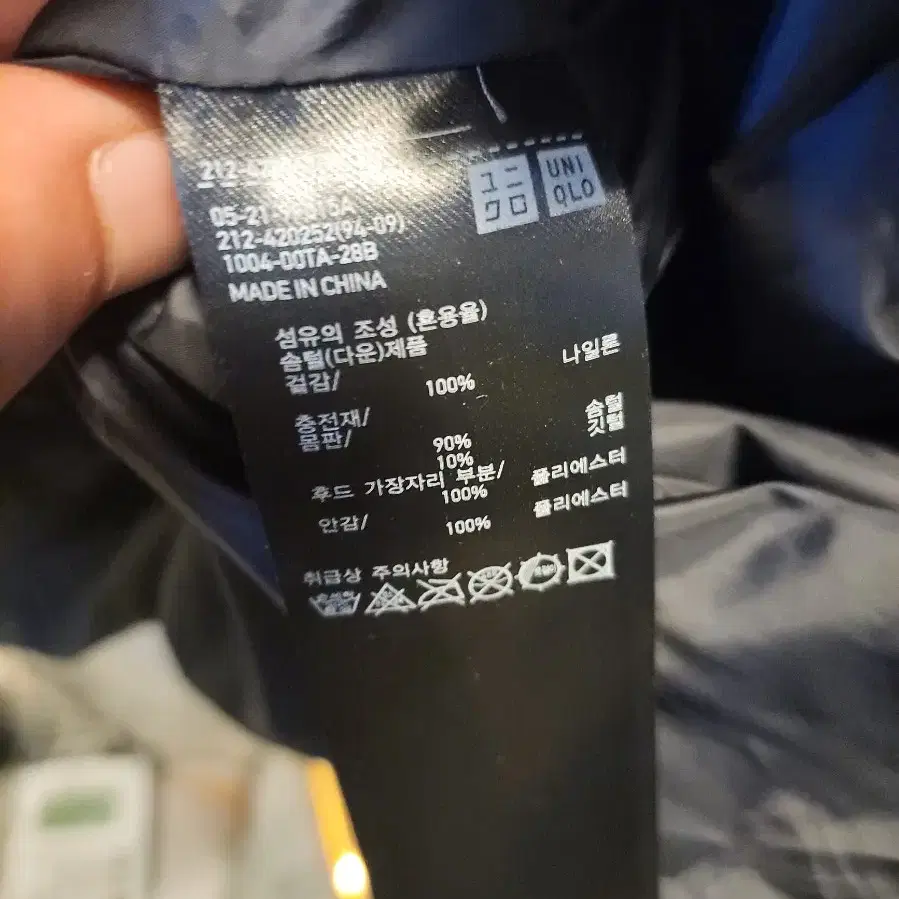 ユニ
クロ
UNI
QLO
212-420252(94-09)
1004-00TA-28B
MADE IN CHINA
섬유의 조성 (혼용율)
솜털(다운)제품
겉감/ 100% 나일론
충전재/
몸판/ 90% 솜털
10% 깃털
후드 가장자리 부분/ 100% 폴리에스터
안감/ 100% 폴리에스터
취급상 주의사항